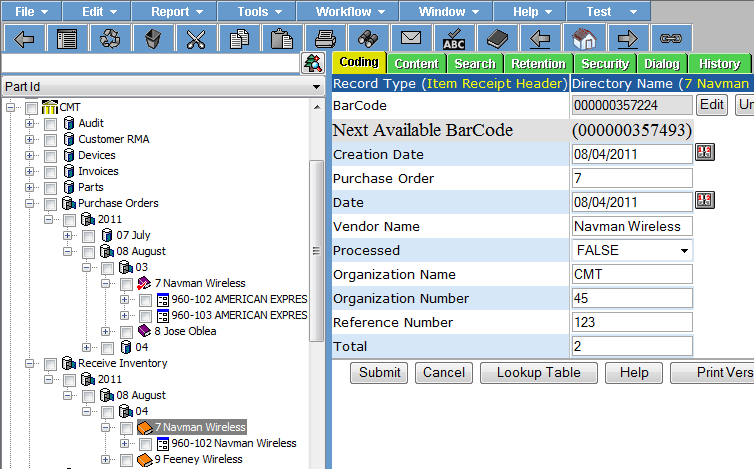 File Edit Report Tools Workflow Window Help Test
ABC
Part Id
CMT
Audit
Customer RMA
Devices
Invoices
Parts
Purchase Orders
2011
07 July
08 August
03
7 Navman Wireless
960-102 AMERICAN EXPRES
960-103 AMERICAN EXPRES
8 Jose Oblea
04
Receive Inventory
2011
08 August
04
7 Navman Wireless
960-102 Navman Wireless
9 Feeney Wireless
Coding Content Search Retention Security Dialog History
Record Type (Item Receipt Header) Directory Name (7 Navman
BarCode 000000357224 Edit Un
Next Available BarCode (000000357493)
Creation Date 08/04/2011
Purchase Order 7
Date 08/04/2011
Vendor Name Navman Wireless
Processed FALSE
Organization Name CMT
Organization Number 45
Reference Number 123
Total 2
Submit Cancel Lookup Table Help Print Vers